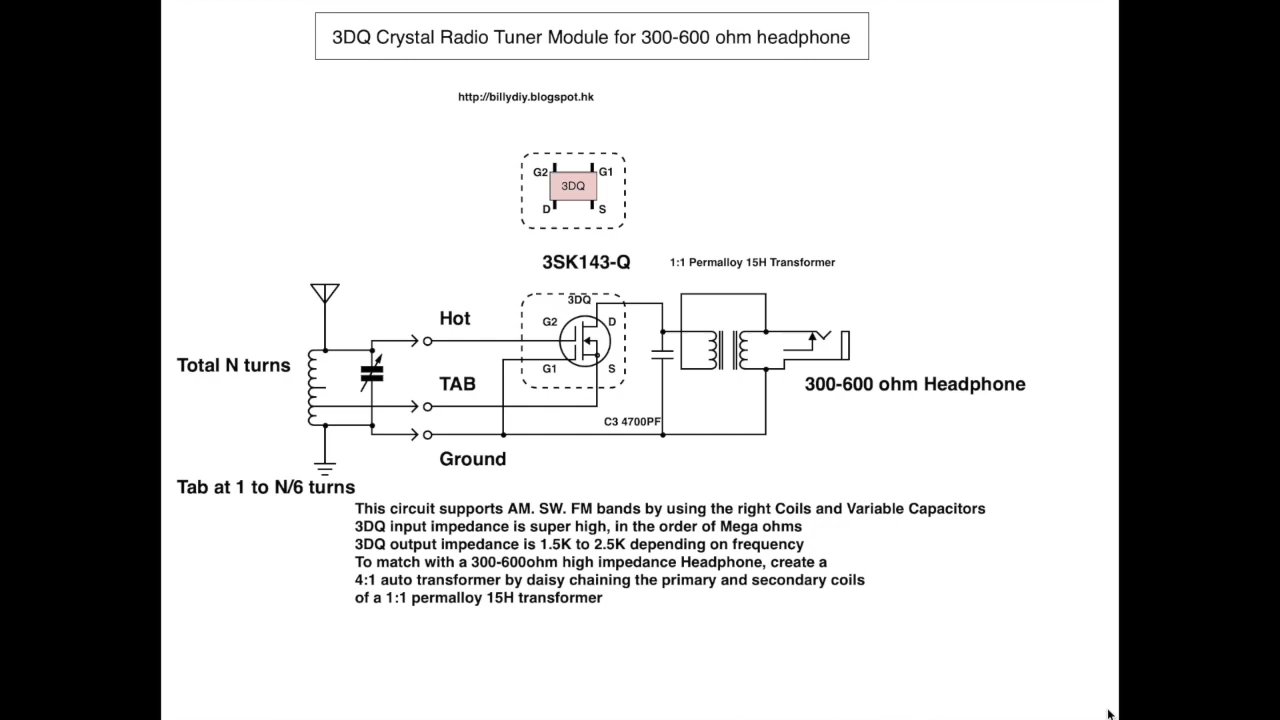 3DQ Crystal Radio Tuner Module for 300-600 ohm headphone
http://billydiy.blogspot.hk
G2 G1
3DQ
D S
3SK143-Q
1:1 Permalloy 15H Transformer
3DQ
Hot
G2 D
Total N turns
G1 S
TAB
300-600 ohm Headphone
C3 4700PF
Ground
Tab at 1 to N/6 turns
This circuit supports AM. SW. FM bands by using the right Coils and Variable Capacitors
3DQ input impedance is super high, in the order of Mega ohms
3DQ output impedance is 1.5K to 2.5K depending on frequency
To match with a 300-600ohm high impedance Headphone, create a
4:1 auto transformer by daisy chaining the primary and secondary coils
of a 1:1 permalloy 15H transformer